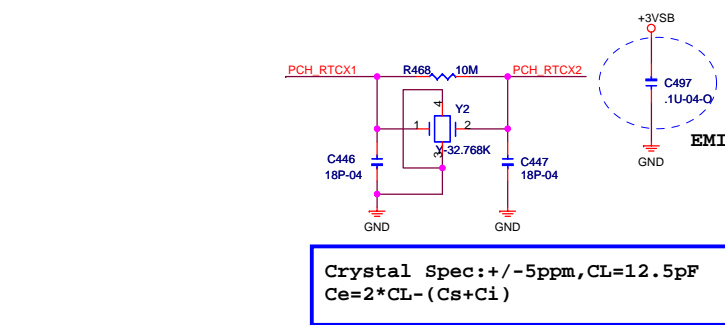 +3VSB
PCH_RTCX1
R468
10M
PCH_RTCX2
C497
.1U-04-O
4
Y2
1
2
EMI
3
Y-32.768K
C446
18P-04
C447
18P-04
GND
GND
GND
Crystal Spec:+/-5ppm,CL=12.5pF
Ce=2*CL-(Cs+Ci)